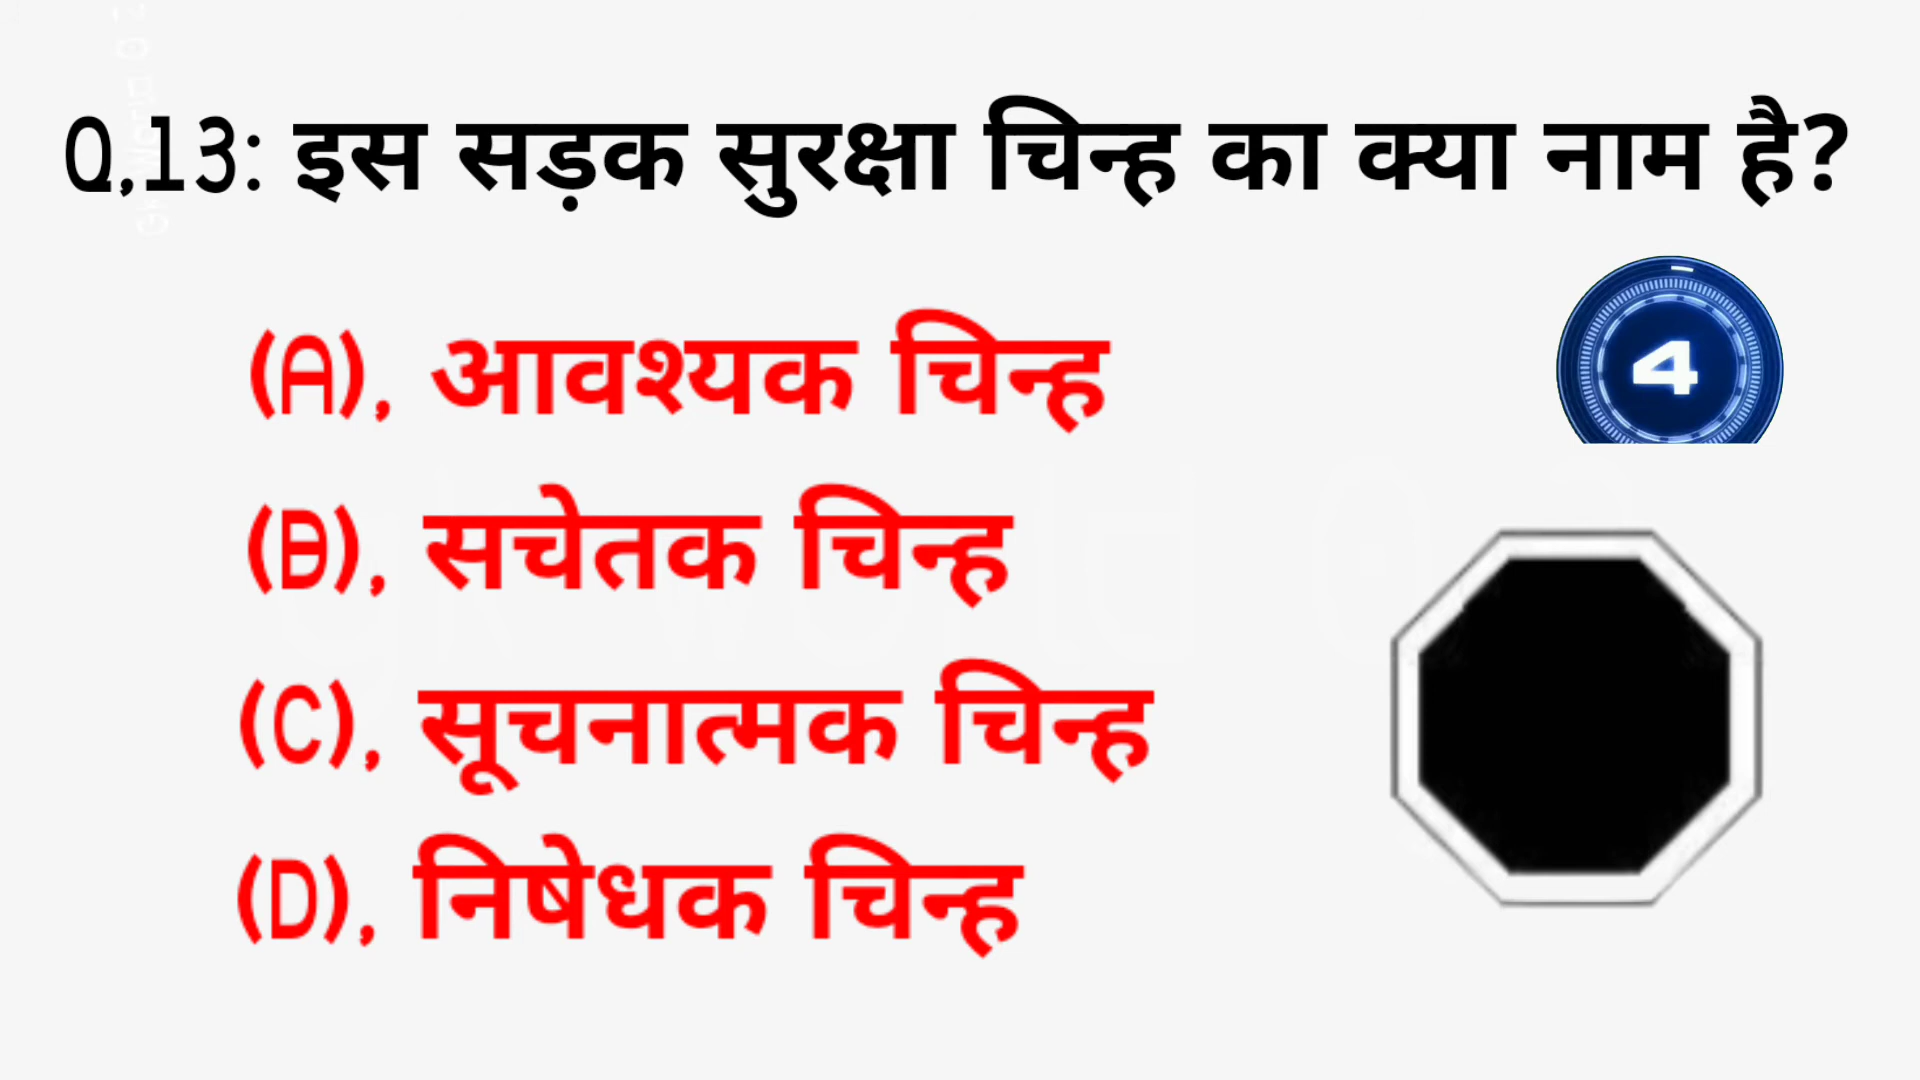 Q,13: इस सड़क सुरक्षा चिन्ह का क्या नाम है?
(A), आवश्यक चिन्ह
4
(B), सचेतक चिन्ह
(C), सूचनात्मक चिन्ह
(D), निषेधक चिन्ह